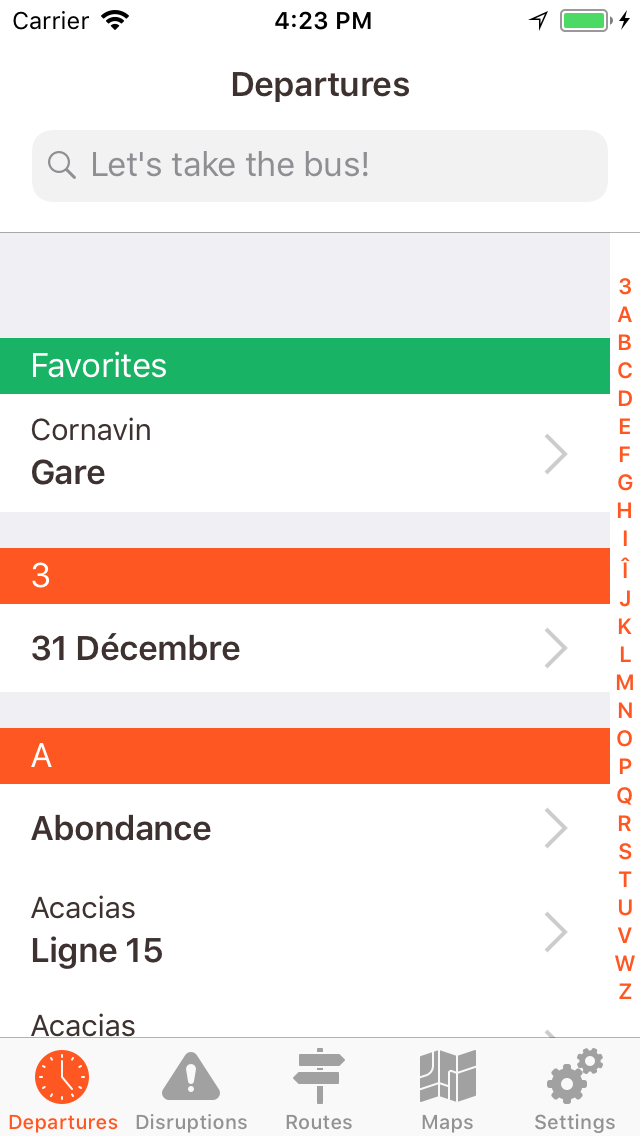 Carrier 4:23 PM
Departures
Let's take the bus!
Favorites
Cornavin
Gare
3
31 Décembre
A
Abondance
Acacias
Ligne 15
Acacias
3
A
B
C
D
E
F
G
H
I
Î
J
K
L
M
N
O
P
Q
R
S
T
U
V
W
Z
Departures Disruptions Routes Maps Settings